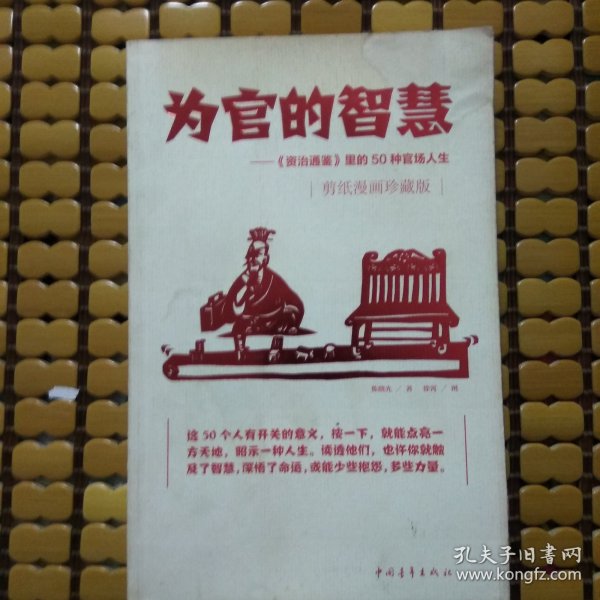 为官的智慧
——《资治通鉴》里的50种官场人生
剪纸漫画珍藏版
著 图
这50个人有开关的意义，按一下，就能点亮一
方天地，昭示一种人生。读透他们，也许你就触
及了智慧，深悟了命运，或能少些抱怨，多些力量。
中国青年出版社
孔夫子旧书网
www.kongfz.com